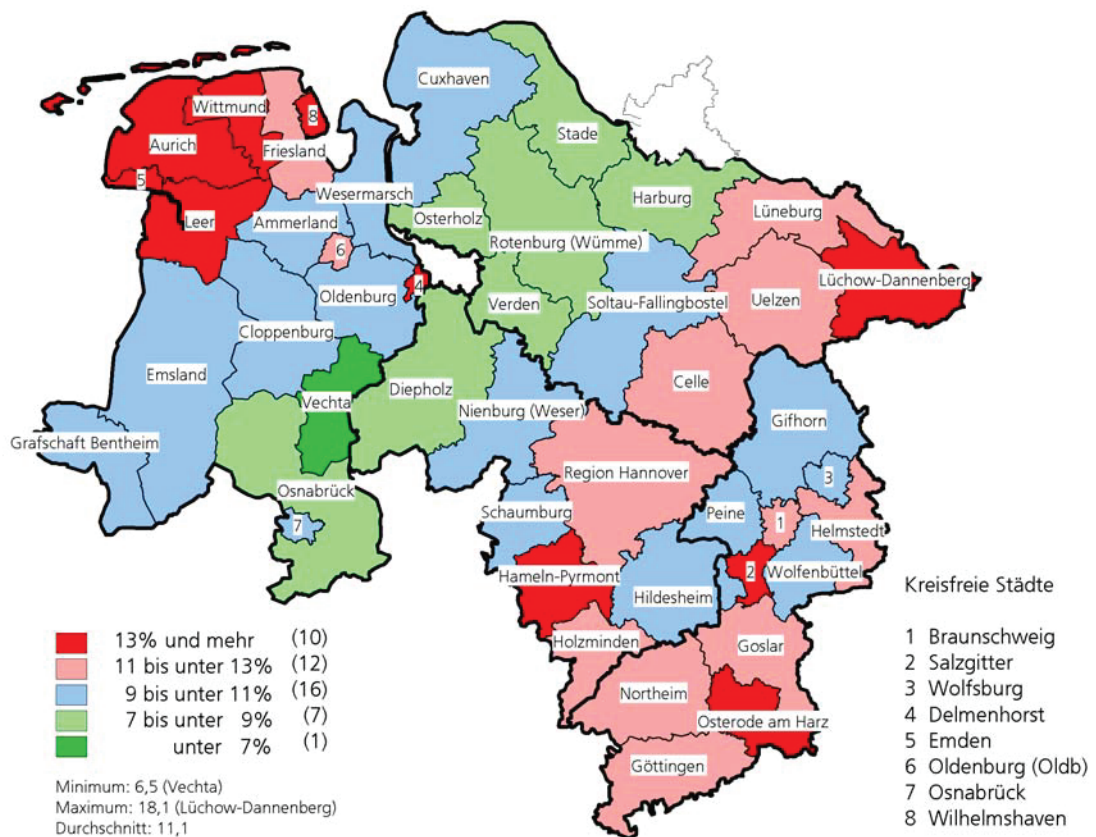 Cuxhaven
Wittmund
8
Stade
Aurich
Friesland
5
Wesermarsch
Harburg
Leer
Ammerland
Osterholz
Lüneburg
6
Rotenburg (Wümme)
Oldenburg
4
Lüchow-Dannenberg
Verden
Soltau-Fallingbostel
Uelzen
Cloppenburg
Emsland
Celle
Diepholz
Vechta
Nienburg (Weser)
Gifhorn
Grafschaft Bentheim
Region Hannover
3
Osnabrück
Schaumburg
Peine
7
1
Helmstedt
Hameln-Pyrmont
2
Wolfenbüttel
Hildesheim
Holzminden
Goslar
Northeim
Osterode am Harz
Göttingen
13% und mehr (10)
11 bis unter 13% (12)
9 bis unter 11% (16)
7 bis unter 9% (7)
unter 7% (1)
Minimum: 6,5 (Vechta)
Maximum: 18,1 (Lüchow-Dannenberg)
Durchschnitt: 11,1
Kreisfreie Städte
1 Braunschweig
2 Salzgitter
3 Wolfsburg
4 Delmenhorst
5 Emden
6 Oldenburg (Oldb)
7 Osnabrück
8 Wilhelmshaven